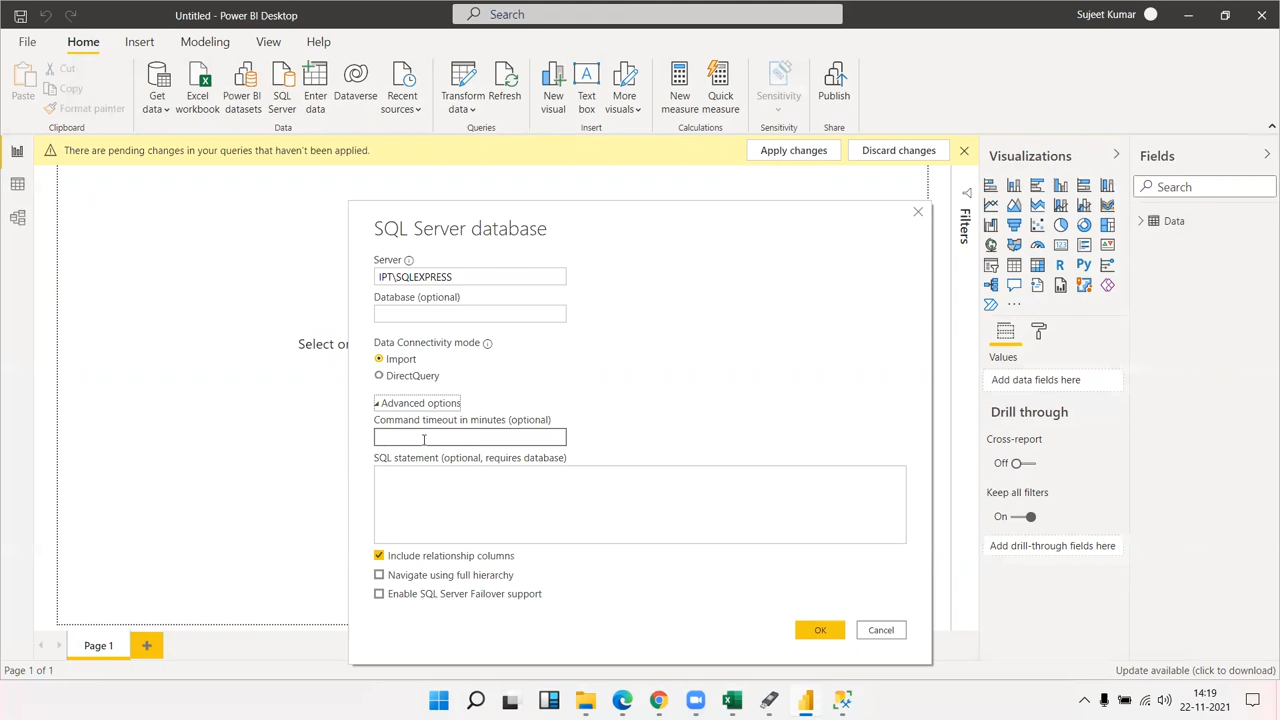 Untitled - Power BI Desktop
Search
Sujeet Kumar
File
Home
Insert
Modeling
View
Help
Paste
Cut
Copy
Format painter
Clipboard
Get data
Excel workbook
Power BI datasets
SQL Server
Enter data
Dataverse
Recent sources
Data
Transform data
Refresh
Queries
New visual
Text box
More visuals
Insert
New measure
Quick measure
Calculations
Sensitivity
Sensitivity
Publish
Share
There are pending changes in your queries that haven't been applied.
Apply changes
Discard changes
Select or
SQL Server database
Server
IPT\SQLEXPRESS
Database (optional)
Data Connectivity mode
Import
DirectQuery
Advanced options
Command timeout in minutes (optional)
SQL statement (optional, requires database)
Include relationship columns
Navigate using full hierarchy
Enable SQL Server Failover support
OK
Cancel
Filters
Visualizations
123
R
Py
Values
Add data fields here
Drill through
Cross-report
Off
Keep all filters
On
Add drill-through fields here
Fields
Search
Data
Page 1
Page 1 of 1
Update available (click to download)
14:19
22-11-2021